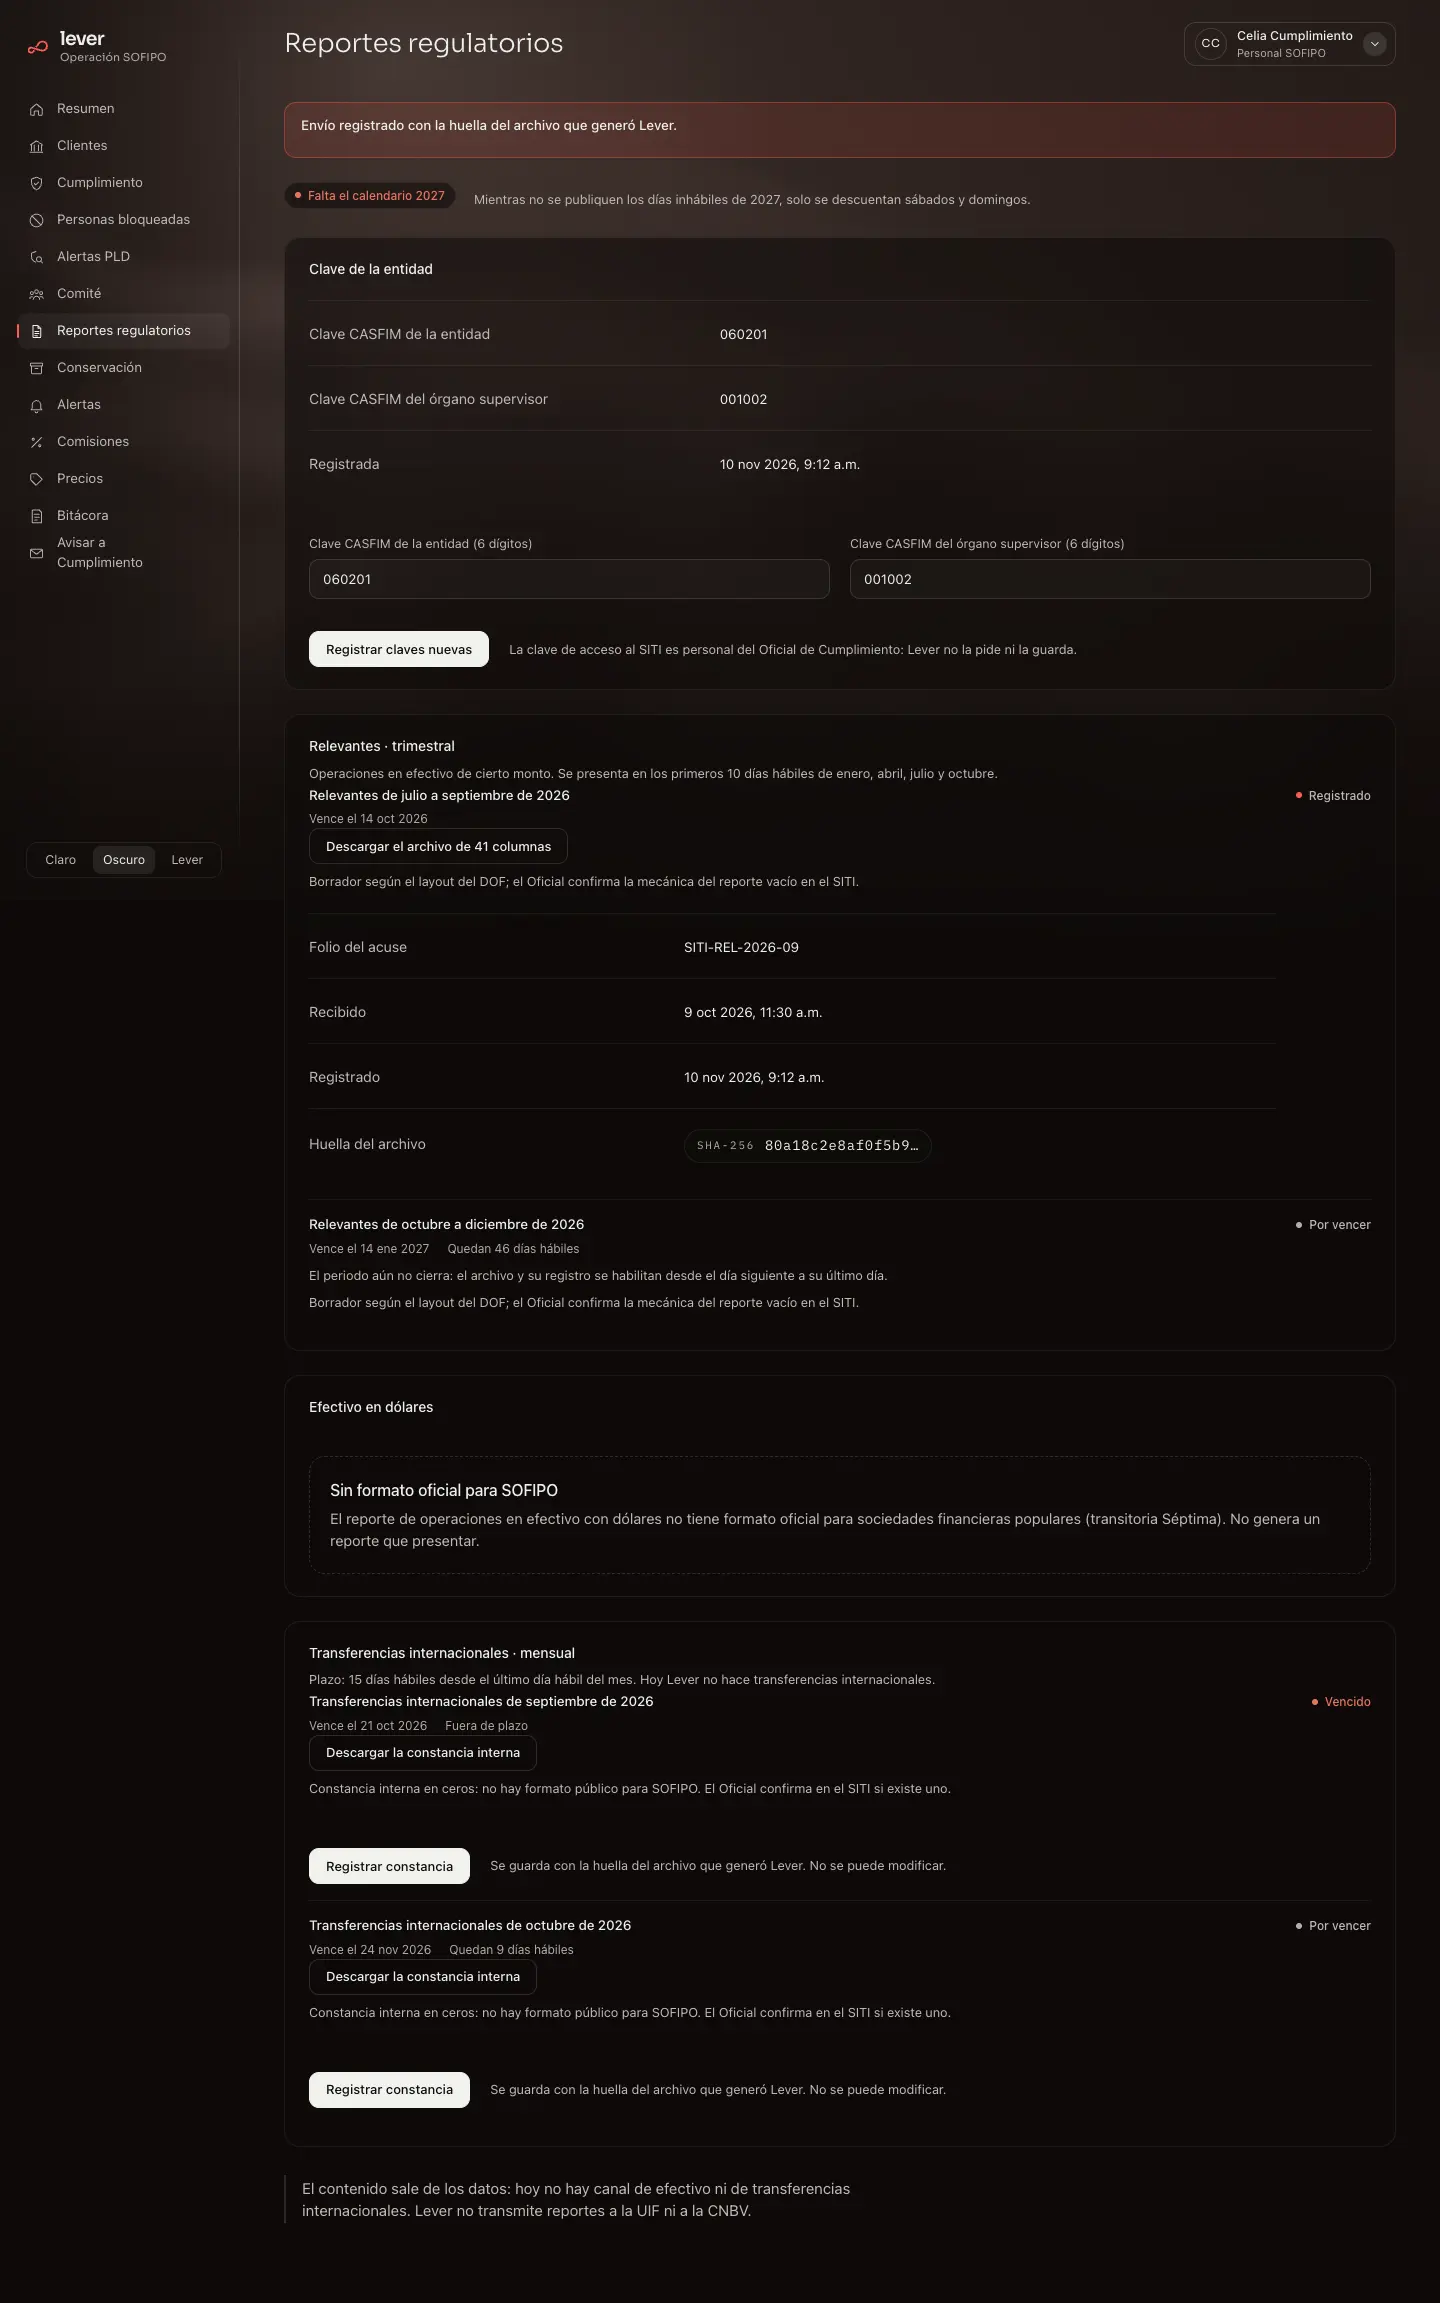 lever
Operación SOFIPO
Resumen
Clientes
Cumplimiento
Personas bloqueadas
Alertas PLD
Comité
Reportes regulatorios
Conservación
Alertas
Comisiones
Precios
Bitácora
Avisar a
Cumplimiento
Claro
Oscuro
Lever
Reportes regulatorios
CC
Celia Cumplimiento
Personal SOFIPO
Envío registrado con la huella del archivo que generó Lever.
Falta el calendario 2027
Mientras no se publiquen los días inhábiles de 2027, solo se descuentan sábados y domingos.
Clave de la entidad
Clave CASFIM de la entidad
060201
Clave CASFIM del órgano supervisor
001002
Registrada
10 nov 2026, 9:12 a.m.
Clave CASFIM de la entidad (6 dígitos)
060201
Clave CASFIM del órgano supervisor (6 dígitos)
001002
Registrar claves nuevas
La clave de acceso al SITI es personal del Oficial de Cumplimiento: Lever no la pide ni la guarda.
Relevantes · trimestral
Operaciones en efectivo de cierto monto. Se presenta en los primeros 10 días hábiles de enero, abril, julio y octubre.
Relevantes de julio a septiembre de 2026
Registrado
Vence el 14 oct 2026
Descargar el archivo de 41 columnas
Borrador según el layout del DOF; el Oficial confirma la mecánica del reporte vacío en el SITI.
Folio del acuse
SITI-REL-2026-09
Recibido
9 oct 2026, 11:30 a.m.
Registrado
10 nov 2026, 9:12 a.m.
Huella del archivo
SHA-256 80a18c2e8af0f5b9…
Relevantes de octubre a diciembre de 2026
Por vencer
Vence el 14 ene 2027 Quedan 46 días hábiles
El periodo aún no cierra: el archivo y su registro se habilitan desde el día siguiente a su último día.
Borrador según el layout del DOF; el Oficial confirma la mecánica del reporte vacío en el SITI.
Efectivo en dólares
Sin formato oficial para SOFIPO
El reporte de operaciones en efectivo con dólares no tiene formato oficial para sociedades financieras populares (transitoria Séptima). No genera un
reporte que presentar.
Transferencias internacionales · mensual
Plazo: 15 días hábiles desde el último día hábil del mes. Hoy Lever no hace transferencias internacionales.
Transferencias internacionales de septiembre de 2026
Vencido
Vence el 21 oct 2026 Fuera de plazo
Descargar la constancia interna
Constancia interna en ceros: no hay formato público para SOFIPO. El Oficial confirma en el SITI si existe uno.
Registrar constancia
Se guarda con la huella del archivo que generó Lever. No se puede modificar.
Transferencias internacionales de octubre de 2026
Por vencer
Vence el 24 nov 2026 Quedan 9 días hábiles
Descargar la constancia interna
Constancia interna en ceros: no hay formato público para SOFIPO. El Oficial confirma en el SITI si existe uno.
Registrar constancia
Se guarda con la huella del archivo que generó Lever. No se puede modificar.
El contenido sale de los datos: hoy no hay canal de efectivo ni de transferencias
internacionales. Lever no transmite reportes a la UIF ni a la CNBV.